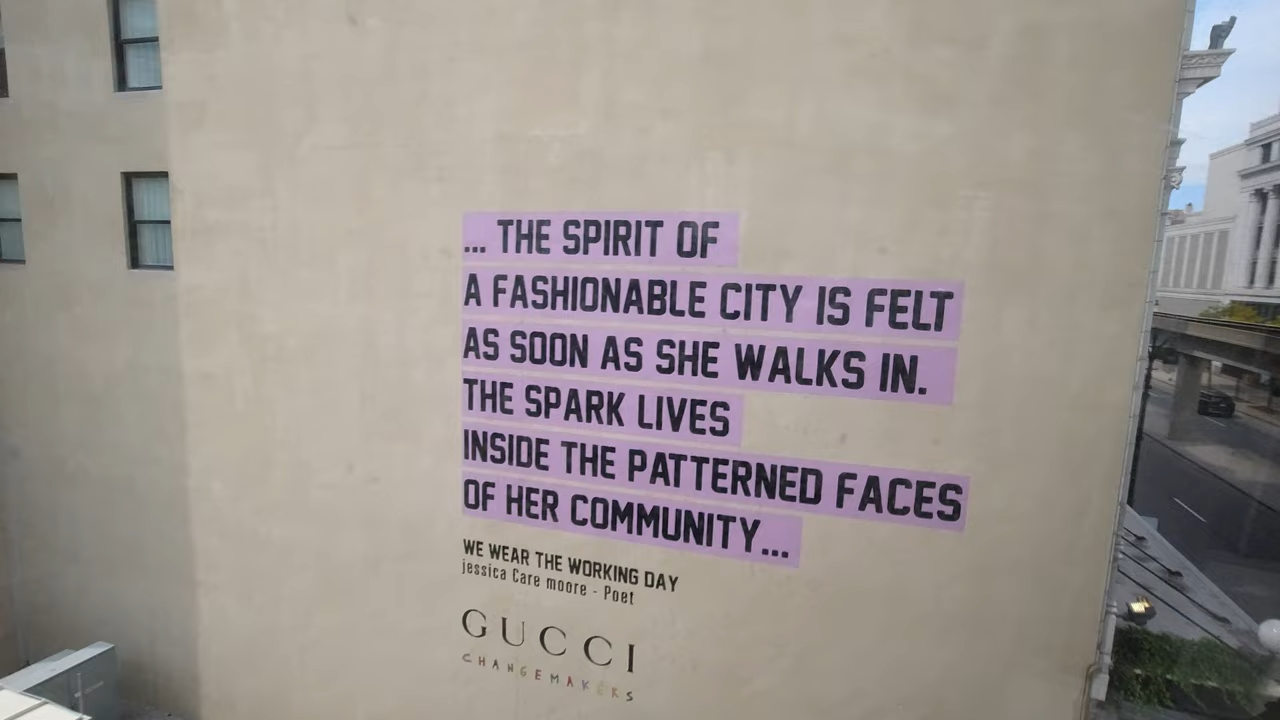 ... THE SPIRIT OF
A FASHIONABLE CITY IS FELT
AS SOON AS SHE WALKS IN.
THE SPARK LIVES
INSIDE THE PATTERNED FACES
OF HER COMMUNITY...
WE WEAR THE WORKING DAY
jessica Care moore - Poet
GUCCI
CHANGEMAKERS